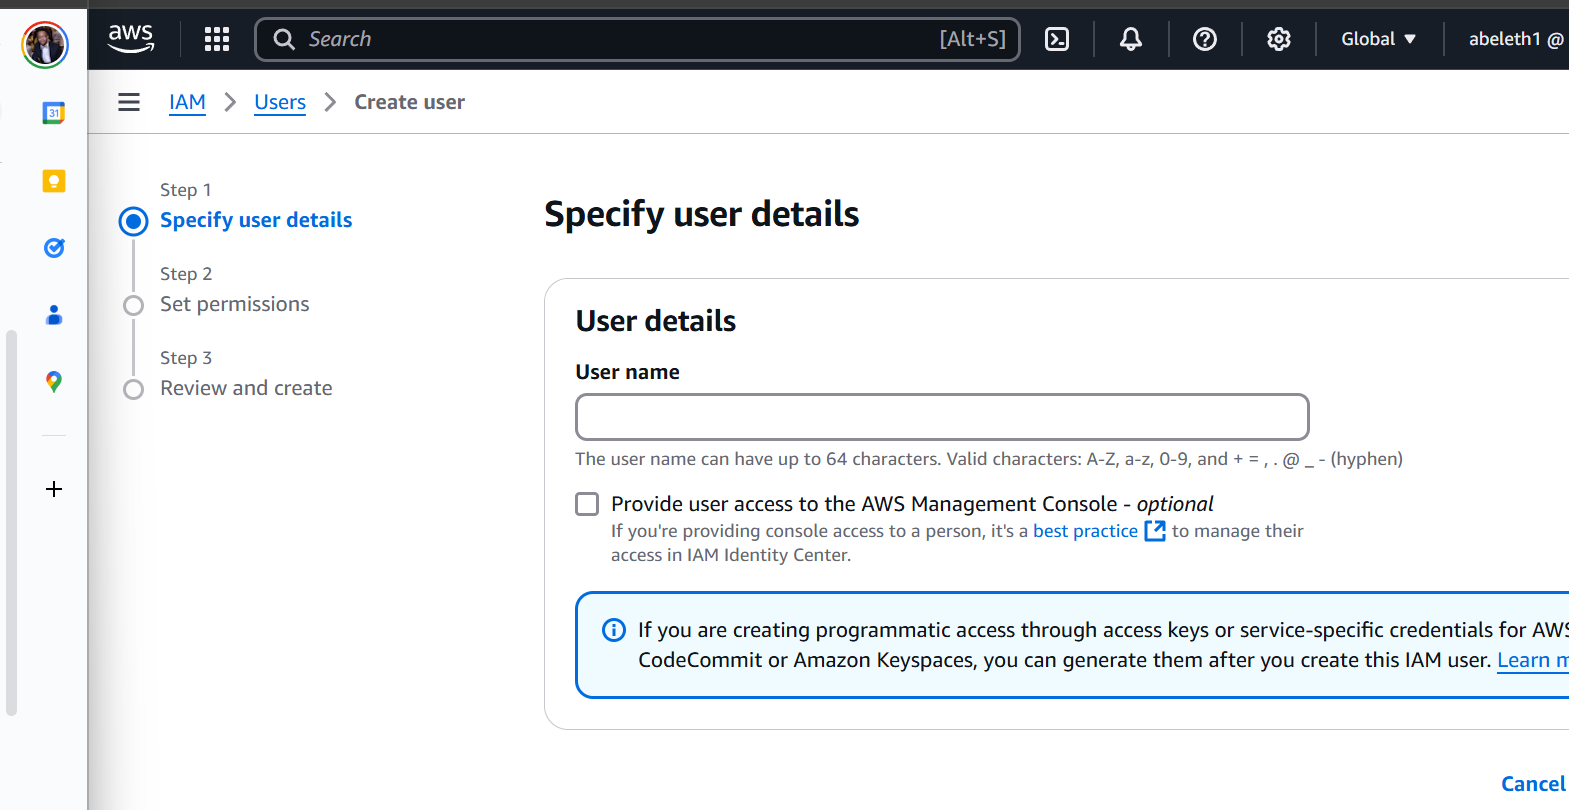 aws
Search
[Alt+S]
Global
abeleth1 @
31
IAM
Users
Create user
Step 1
Specify user details
Step 2
Set permissions
Step 3
Review and create
Specify user details
User details
User name
The user name can have up to 64 characters. Valid characters: A-Z, a-z, 0-9, and + = , . @ _ - (hyphen)
Provide user access to the AWS Management Console - optional
If you're providing console access to a person, it's a best practice to manage their
access in IAM Identity Center.
If you are creating programmatic access through access keys or service-specific credentials for AWS
CodeCommit or Amazon Keyspaces, you can generate them after you create this IAM user. Learn m
Cancel